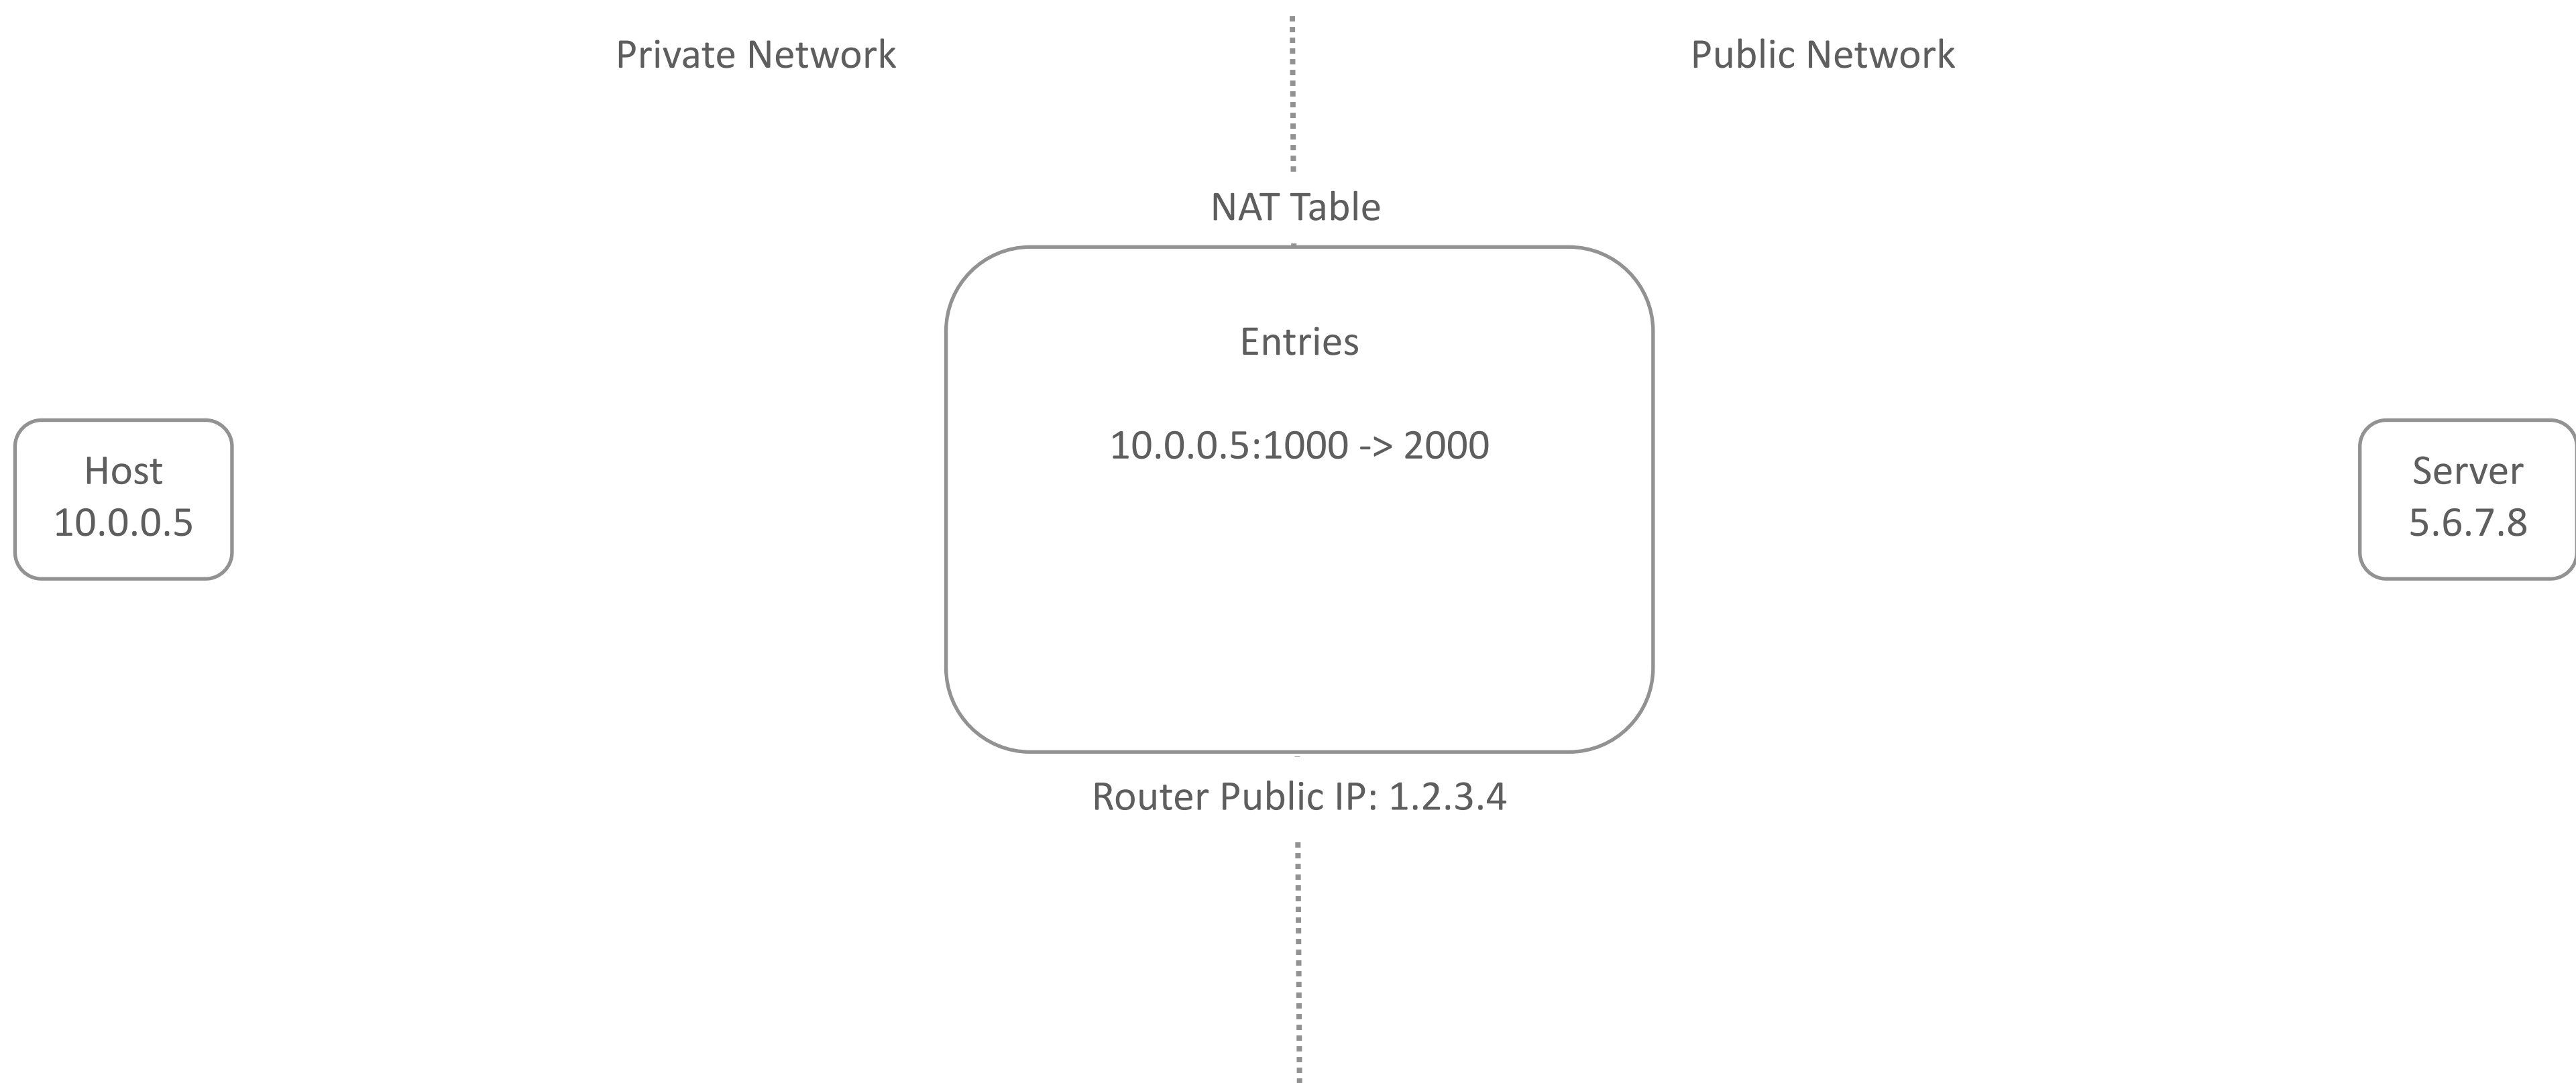 Private Network
Public Network
NAT Table
Entries
10.0.0.5:1000 -> 2000
Host
10.0.0.5
Server
5.6.7.8
Router Public IP: 1.2.3.4